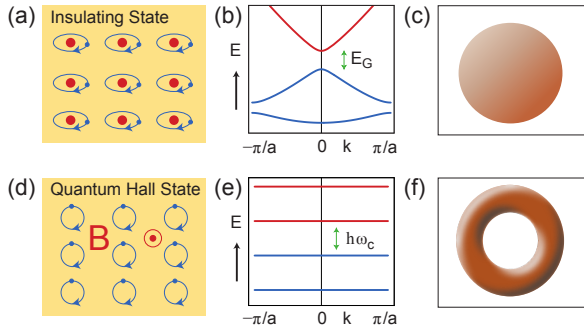 (a) Insulating State
(b)
E
E_G
−π/a 0 k π/a
(c)
(d) Quantum Hall State
B
(e)
E
hω_c
−π/a 0 k π/a
(f)